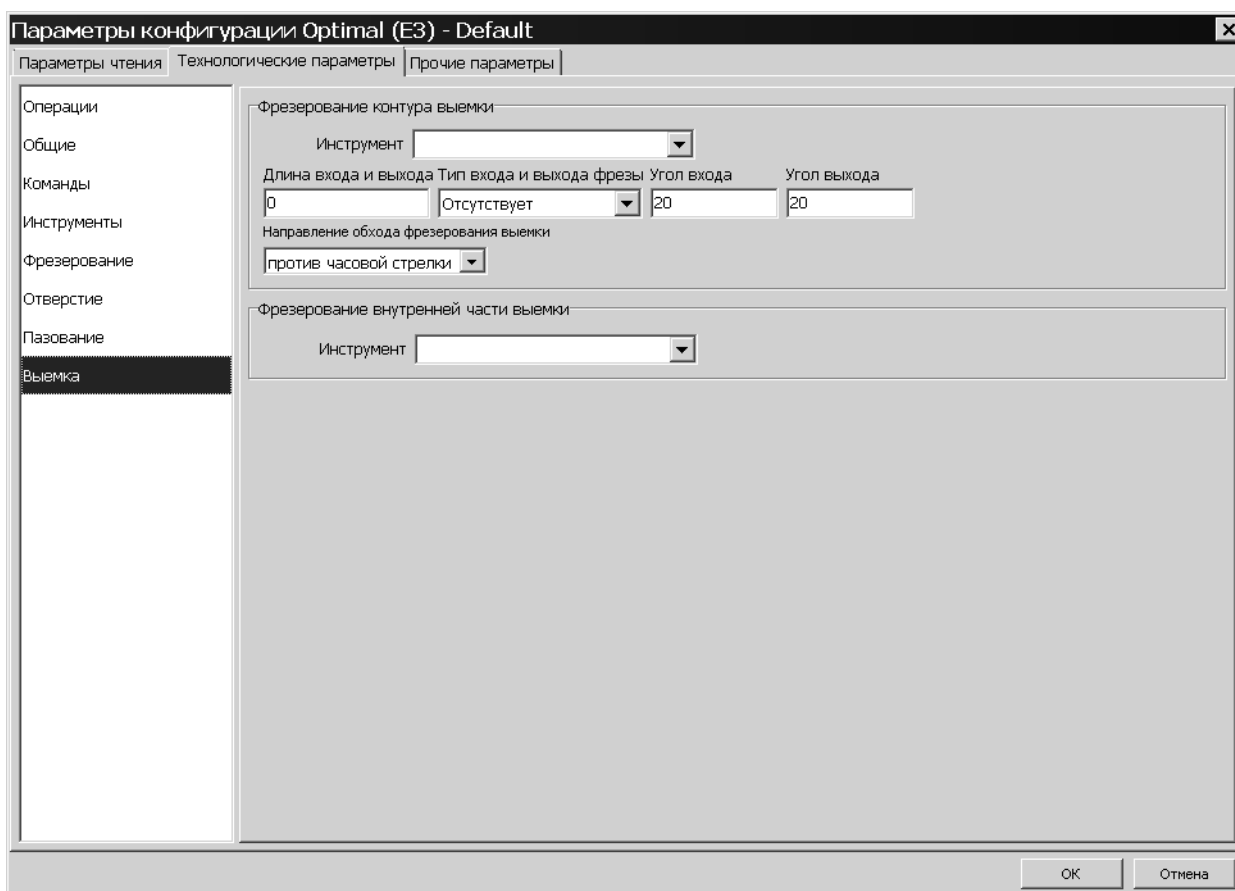 Параметры конфигурации Optimal (E3) - Default
Параметры чтения Технологические параметры Прочие параметры
Операции
Общие
Команды
Инструменты
Фрезерование
Отверстие
Пазование
Выемка
Фрезерование контура выемки
Инструмент
Длина входа и выхода Тип входа и выхода фрезы Угол входа Угол выхода
0 Отсутствует 20 20
Направление обхода фрезерования выемки
против часовой стрелки
Фрезерование внутренней части выемки
Инструмент
ОК Отмена